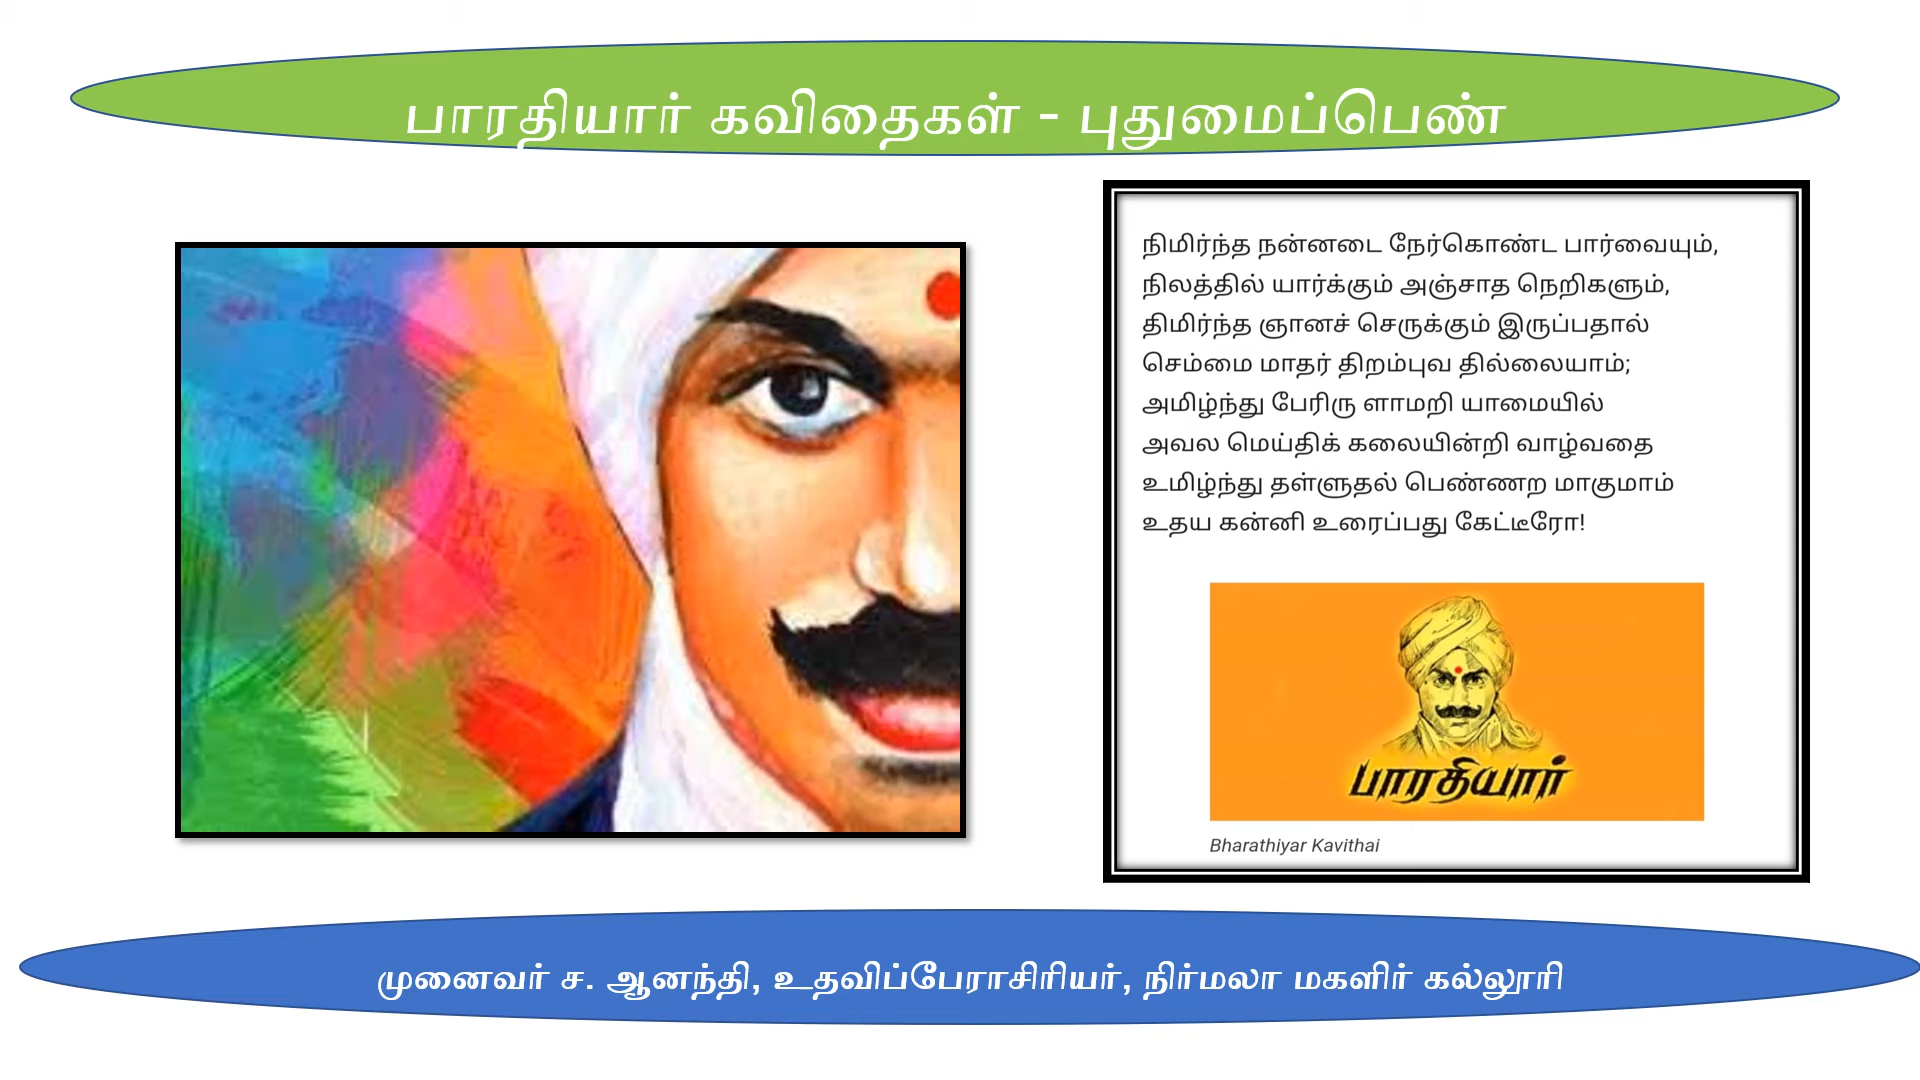 பாரதியார் கவிதைகள் - புதுமைப்பெண்
நிமிர்ந்த நன்னடை நேர்கொண்ட பார்வையும்,
நிலத்தில் யார்க்கும் அஞ்சாத நெறிகளும்,
திமிர்ந்த ஞானச் செருக்கும் இருப்பதால்
செம்மை மாதர் திறம்புவ தில்லையாம்;
அமிழ்ந்து பேரிரு ளாமறி யாமையில்
அவல மெய்திக் கலையின்றி வாழ்வதை
உமிழ்ந்து தள்ளுதல் பெண்ணற மாகுமாம்
உதய கன்னி உரைப்பது கேட்டீரோ!
பாரதியார்
Bharathiyar Kavithai
முனைவர் ச. ஆனந்தி, உதவிப்பேராசிரியர், நிர்மலா மகளிர் கல்லூரி